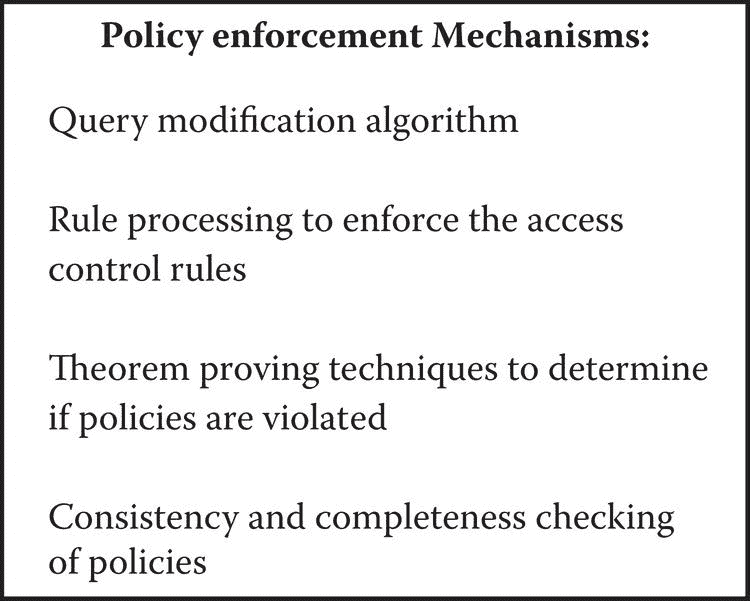 Policy enforcement Mechanisms:
Query modification algorithm
Rule processing to enforce the access
control rules
Theorem proving techniques to determine
if policies are violated
Consistency and completeness checking
of policies